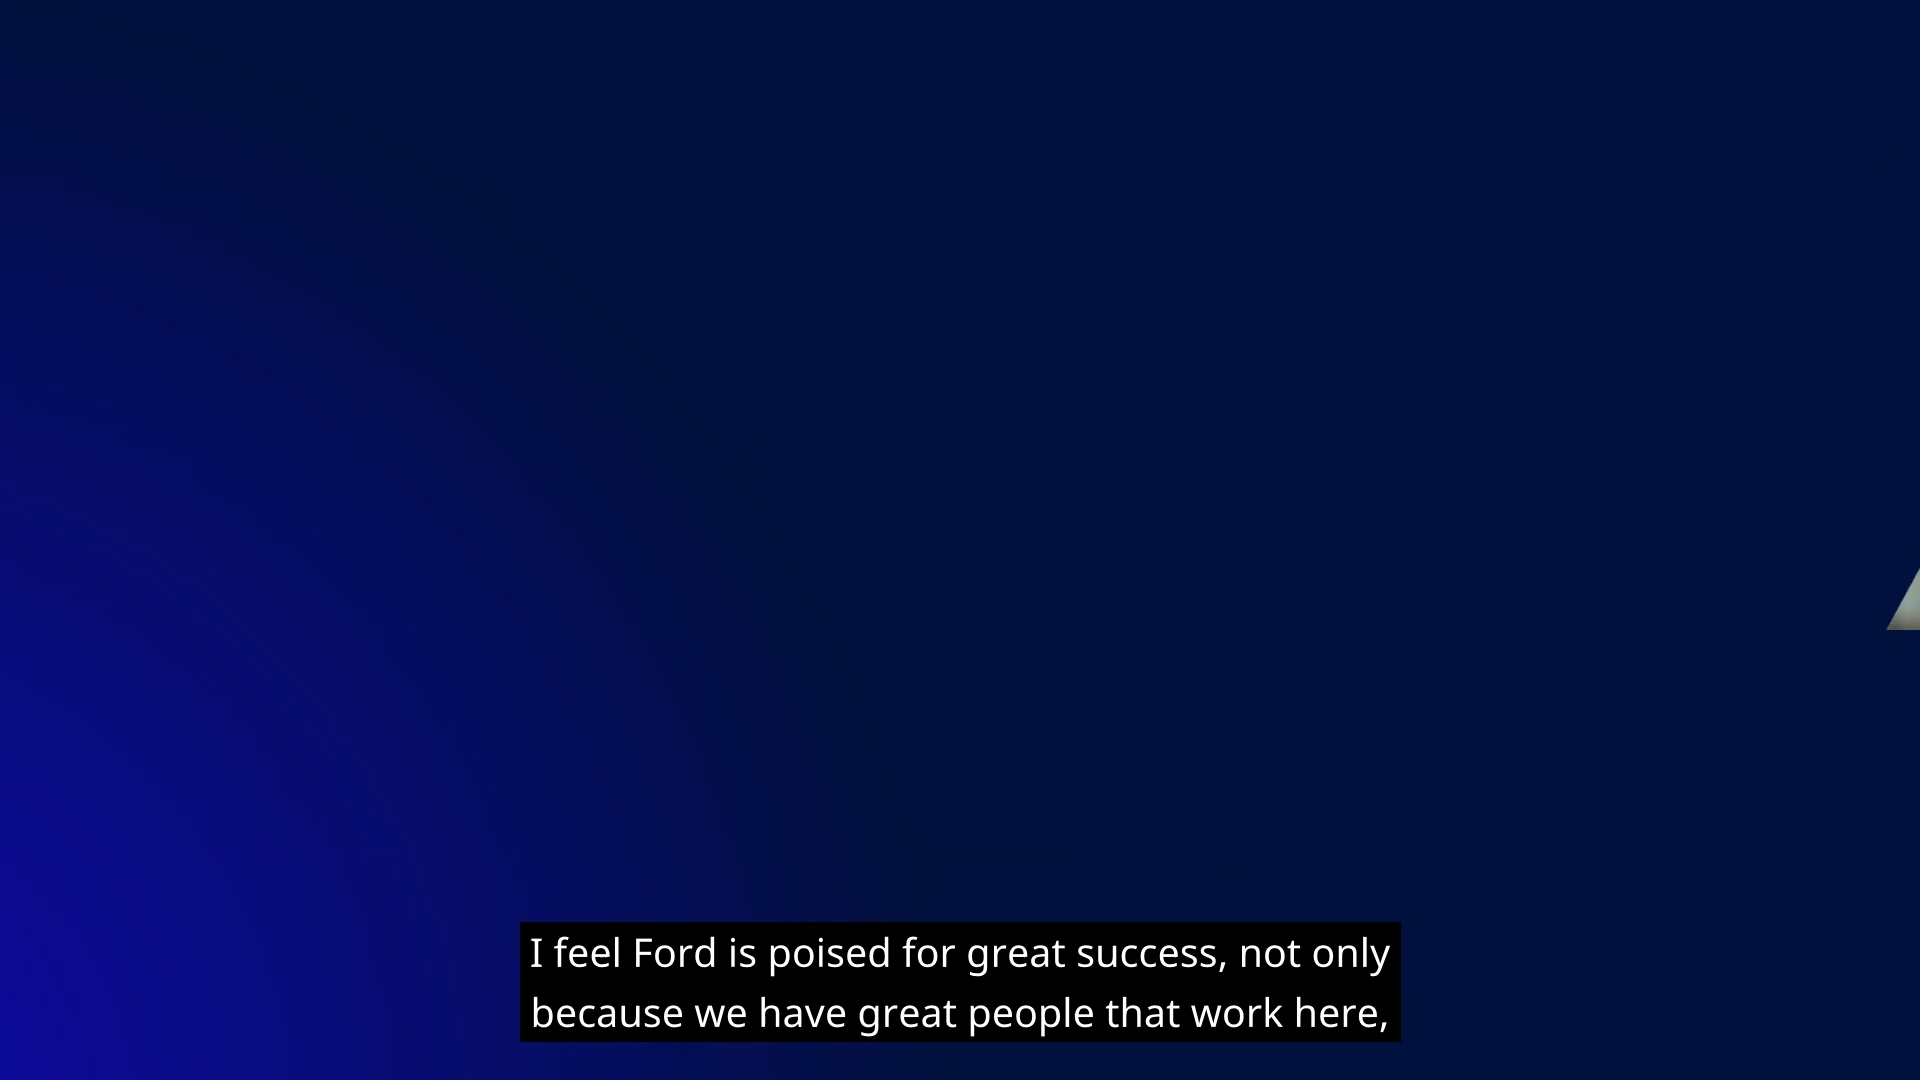 I feel Ford is poised for great success, not only
because we have great people that work here,